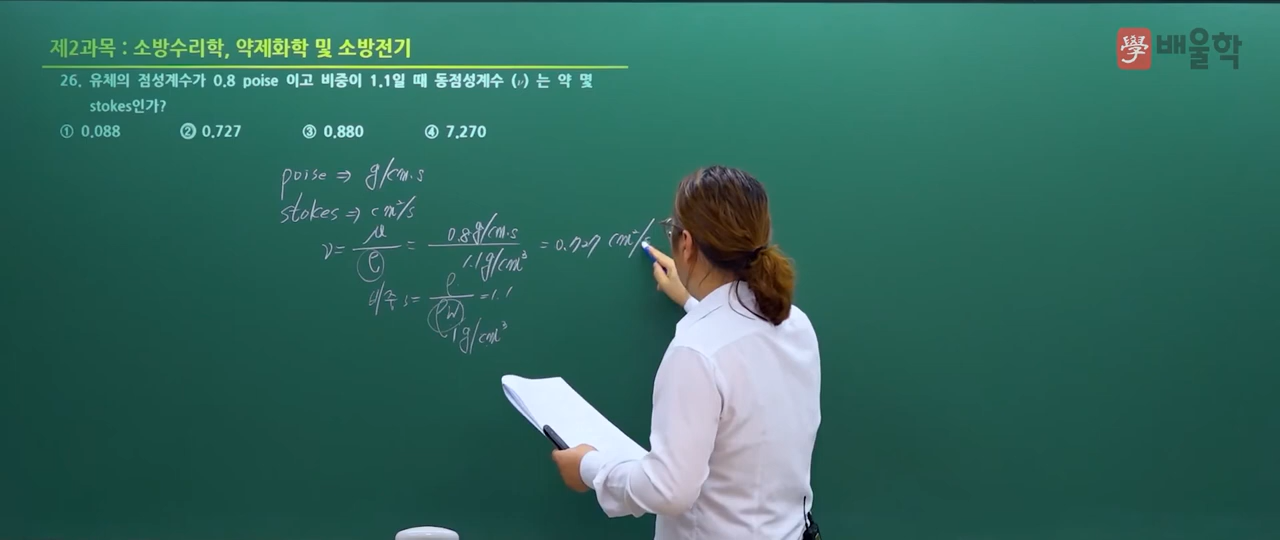 제2과목 : 소방수리학, 약제화학 및 소방전기
學 배울학
26. 유체의 점성계수가 0.8 poise 이고 비중이 1.1일 때 동점성계수 (ν) 는 약 몇
stokes인가?
① 0.088 ② 0.727 ③ 0.880 ④ 7.270
poise ⇒ g/cm·s
stokes ⇒ cm²/s
ν = μ/ρ = 0.8g/cm·s / 1.1g/cm³ = 0.727 cm²/s
비중 s = ρ/ρw = 1.1
1g/cm³